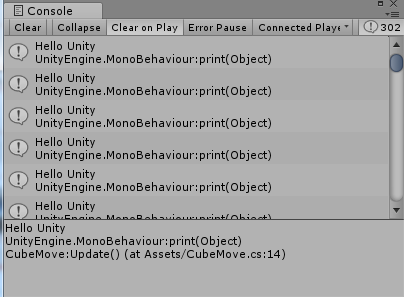 Console
Clear Collapse Clear on Play Error Pause Connected Playe 302
Hello Unity
UnityEngine.MonoBehaviour:print(Object)
Hello Unity
UnityEngine.MonoBehaviour:print(Object)
Hello Unity
UnityEngine.MonoBehaviour:print(Object)
Hello Unity
UnityEngine.MonoBehaviour:print(Object)
Hello Unity
UnityEngine.MonoBehaviour:print(Object)
Hello Unity
Hello Unity
UnityEngine.MonoBehaviour:print(Object)
CubeMove:Update() (at Assets/CubeMove.cs:14)